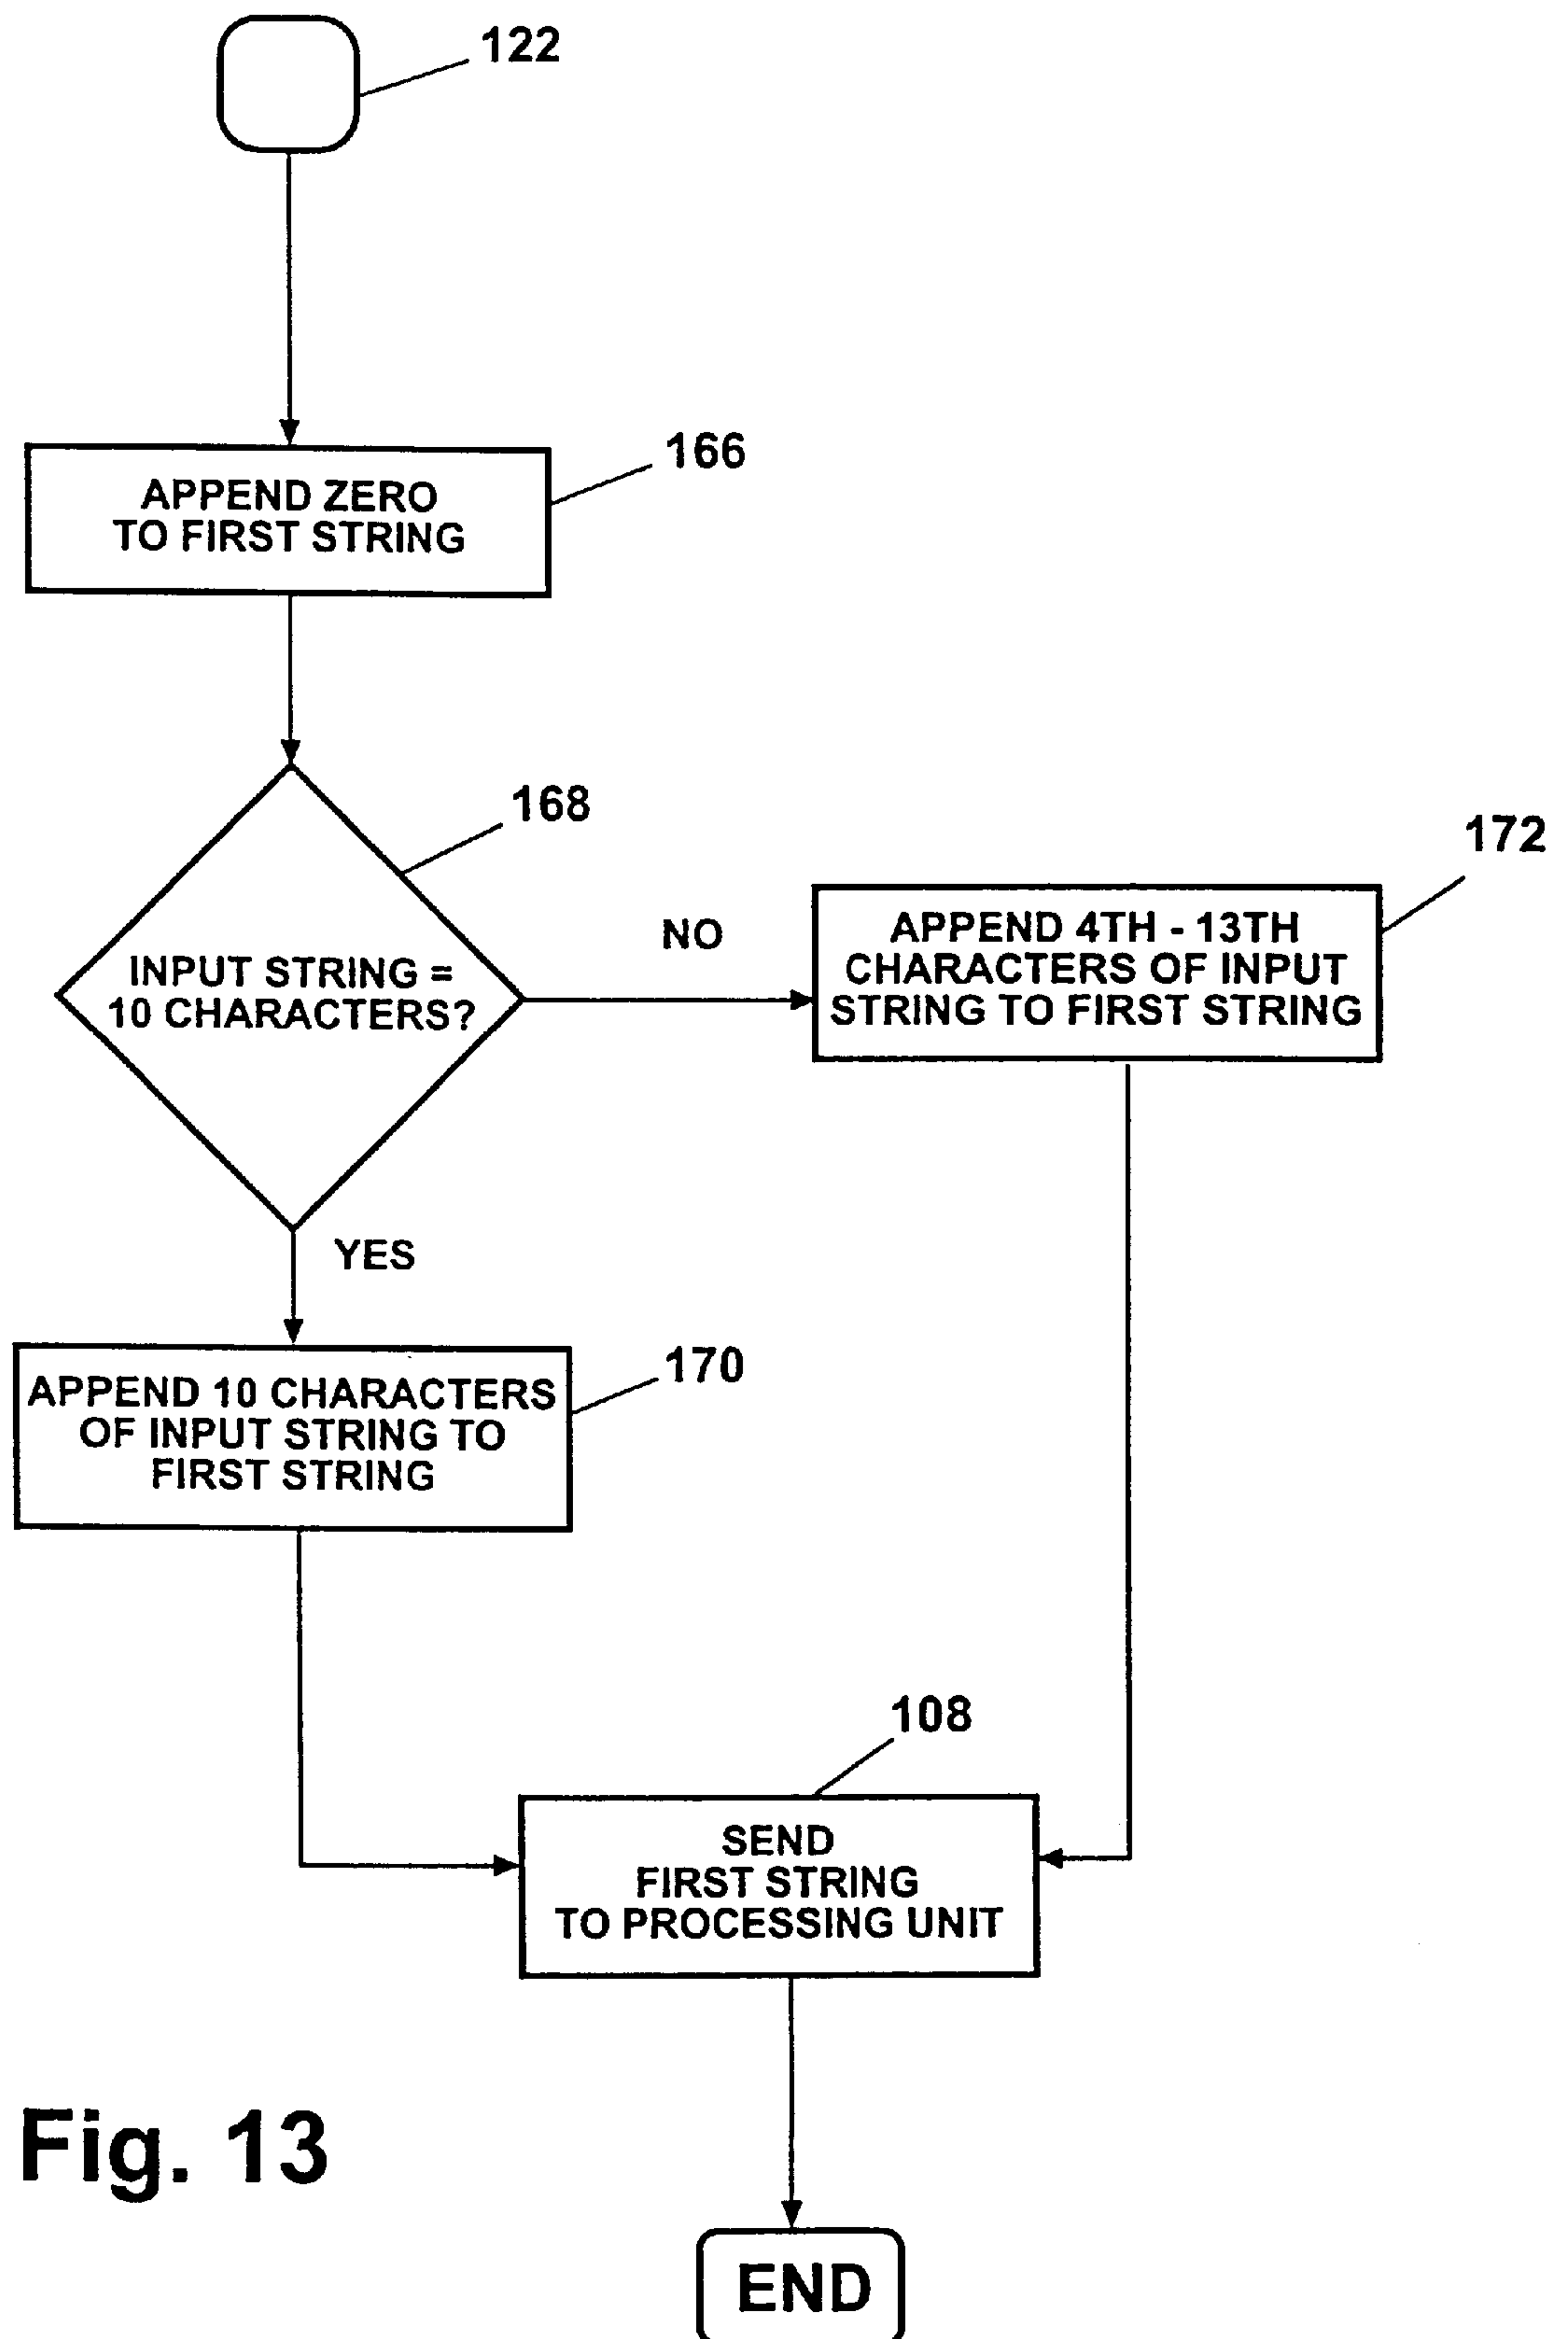 122
166
APPEND ZERO
TO FIRST STRING
168
172
INPUT STRING =
10 CHARACTERS?
NO
APPEND 4TH - 13TH
CHARACTERS OF INPUT
STRING TO FIRST STRING
YES
170
APPEND 10 CHARACTERS
OF INPUT STRING TO
FIRST STRING
108
SEND
FIRST STRING
TO PROCESSING UNIT
Fig. 13
END